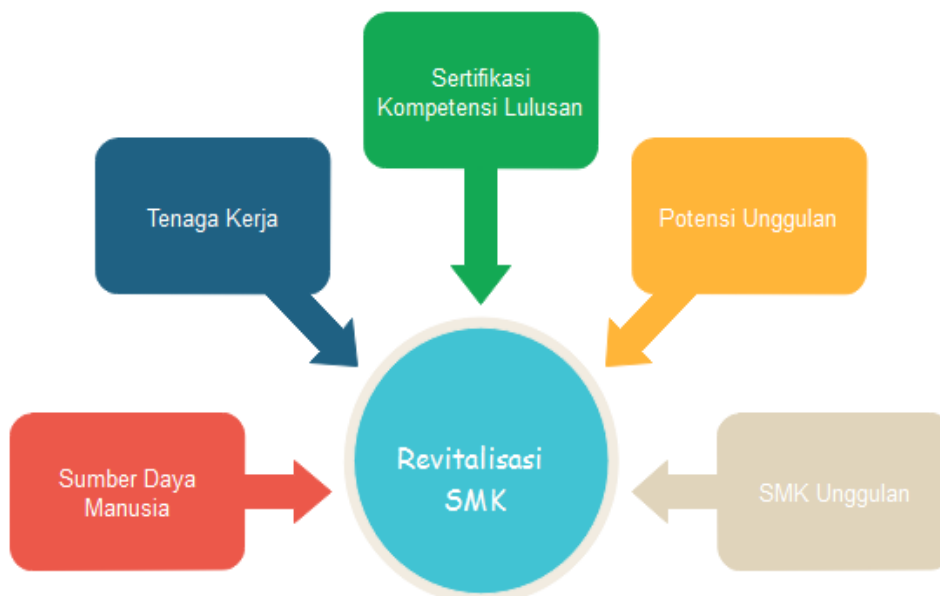 Sertifikasi
Kompetensi Lulusan
Tenaga Kerja
Potensi Unggulan
Sumber Daya
Manusia
Revitalisasi
SMK
SMK Unggulan